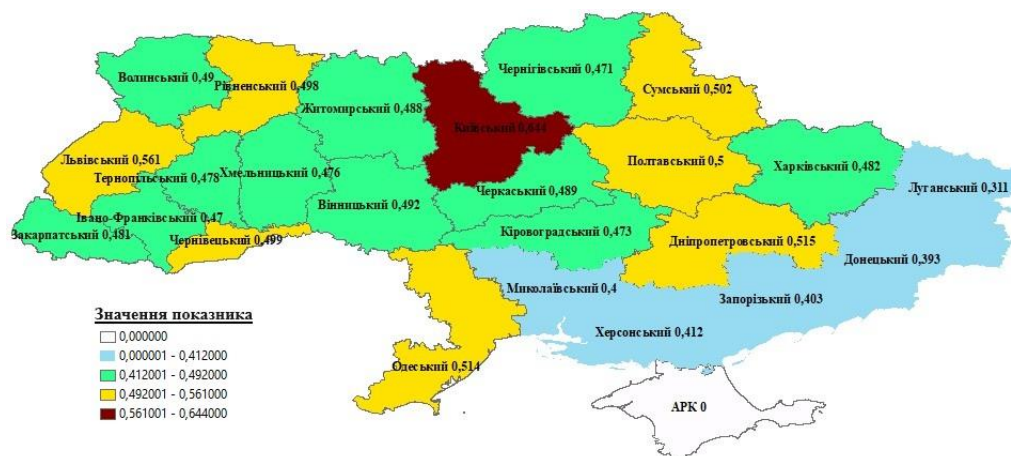 Волинський 0,49
Рівненський 0,498
Житомирський 0,488
Київський 0,644
Чернігівський 0,471
Сумський 0,502
Львівський 0,561
Тернопільський 0,478
Хмельницький 0,476
Вінницький 0,492
Черкаський 0,489
Полтавський 0,5
Харківський 0,482
Луганський 0,311
Івано-Франківський 0,47
Закарпатський 0,481
Чернівецький 0,499
Кіровоградський 0,473
Дніпропетровський 0,515
Донецький 0,393
Миколаївський 0,4
Запорізький 0,403
Херсонський 0,412
Одеський 0,514
АРК 0
Значення показника
0,000000
0,000001 - 0,412000
0,412001 - 0,492000
0,492001 - 0,561000
0,561001 - 0,644000